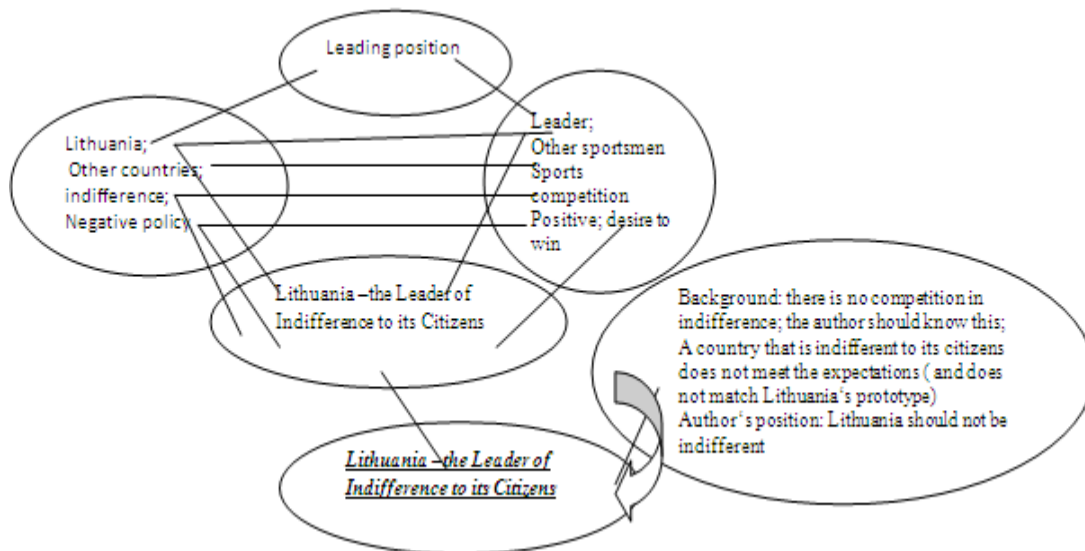 Leading position
Lithuania;
Other countries;
indifference;
Negative policy
Leader;
Other sportsmen
Sports
competition
Positive; desire to
win
Lithuania –the Leader of
Indifference to its Citizens
Background: there is no competition in
indifference; the author should know this;
A country that is indifferent to its citizens
does not meet the expectations ( and does
not match Lithuania‘s prototype)
Author‘s position: Lithuania should not be
indifferent
Lithuania –the Leader of
Indifference to its Citizens